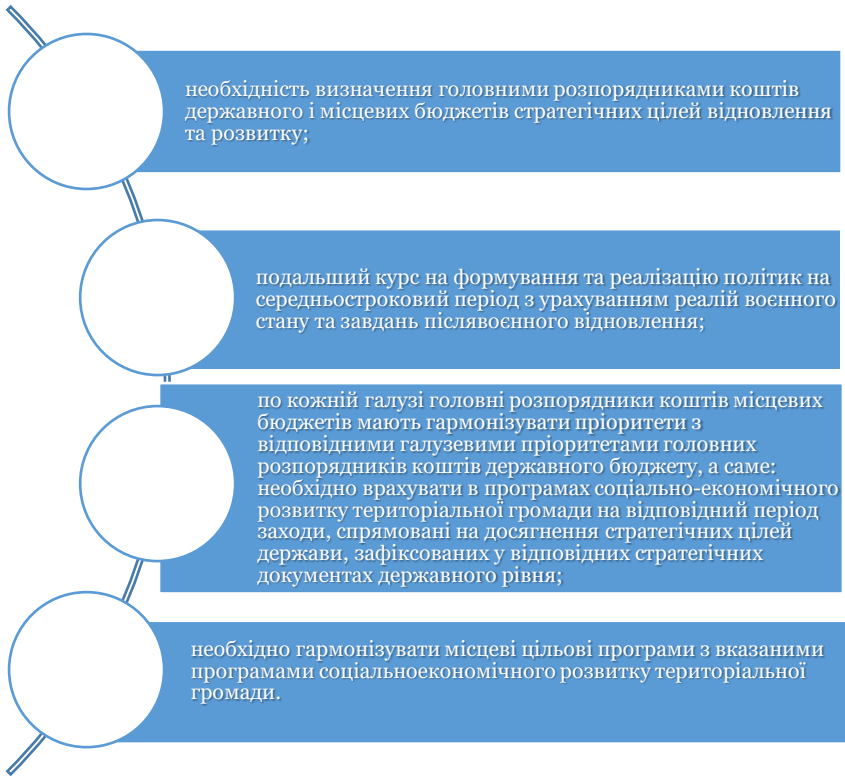 необхідність визначення головними розпорядниками коштів
державного і місцевих бюджетів стратегічних цілей відновлення
та розвитку;
подальший курс на формування та реалізацію політик на
середньостроковий період з урахуванням реалій воєнного
стану та завдань післявоєнного відновлення;
по кожній галузі головні розпорядники коштів місцевих
бюджетів мають гармонізувати пріоритети з
відповідними галузевими пріоритетами головних
розпорядників коштів державного бюджету, а саме:
необхідно врахувати в програмах соціально-економічного
розвитку територіальної громади на відповідний період
заходи, спрямовані на досягнення стратегічних цілей
держави, зафіксованих у відповідних стратегічних
документах державного рівня;
необхідно гармонізувати місцеві цільові програми з вказаними
програмами соціальноекономічного розвитку територіальної
громади.